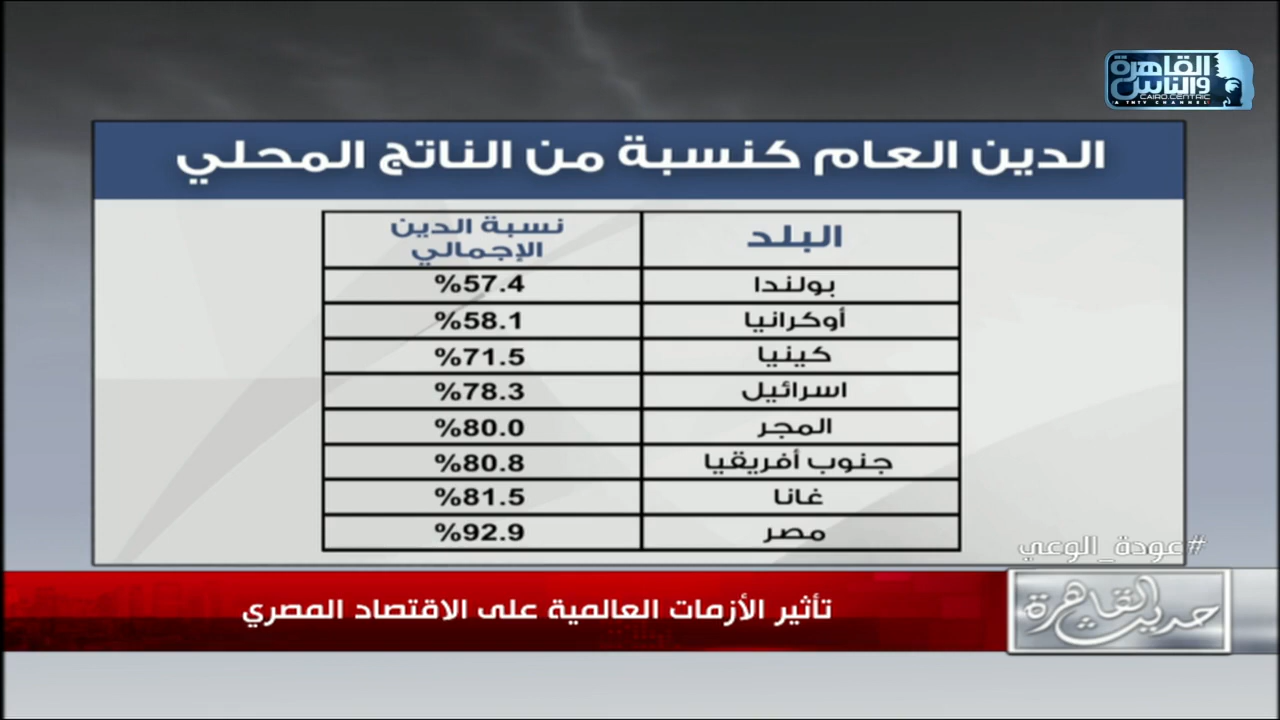 القاهرة
والناس
CAIRO.CENTRIC
A TNTV CHANNEL
الدين العام كنسبة من الناتج المحلي
البلد نسبة الدين الإجمالي
بولندا %57.4
أوكرانيا %58.1
كينيا %71.5
اسرائيل %78.3
المجر %80.0
جنوب أفريقيا %80.8
غانا %81.5
مصر %92.9
#عودة_الوعي
حديث القاهرة
تأثير الأزمات العالمية على الاقتصاد المصري